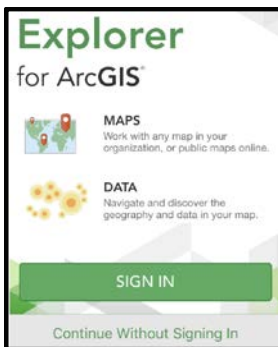 Explorer
for ArcGIS®
MAPS
Work with any map in your
organization, or public maps online.
DATA
Navigate and discover the
geography and data in your map.
SIGN IN
Continue Without Signing In